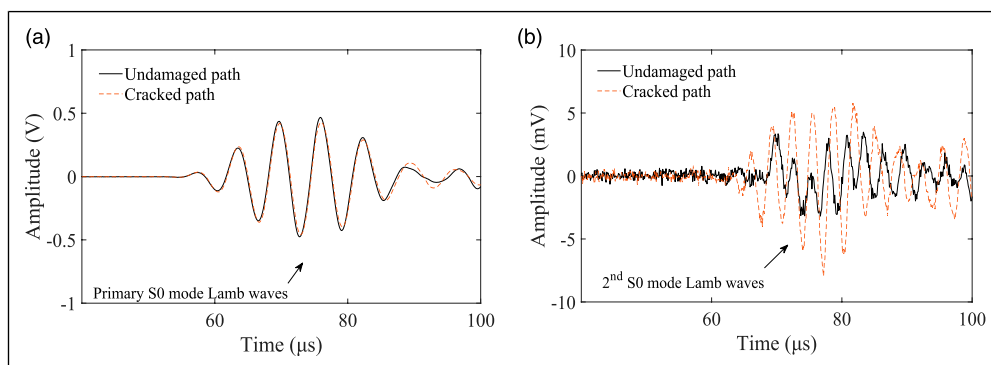 (a)
1
0.5
0
-0.5
-1
Amplitude (V)
Undamaged path
Cracked path
Primary S0 mode Lamb waves
60
80
100
Time (μs)
(b)
10
5
0
-5
-10
Amplitude (mV)
Undamaged path
Cracked path
2nd S0 mode Lamb waves
60
80
100
Time (μs)